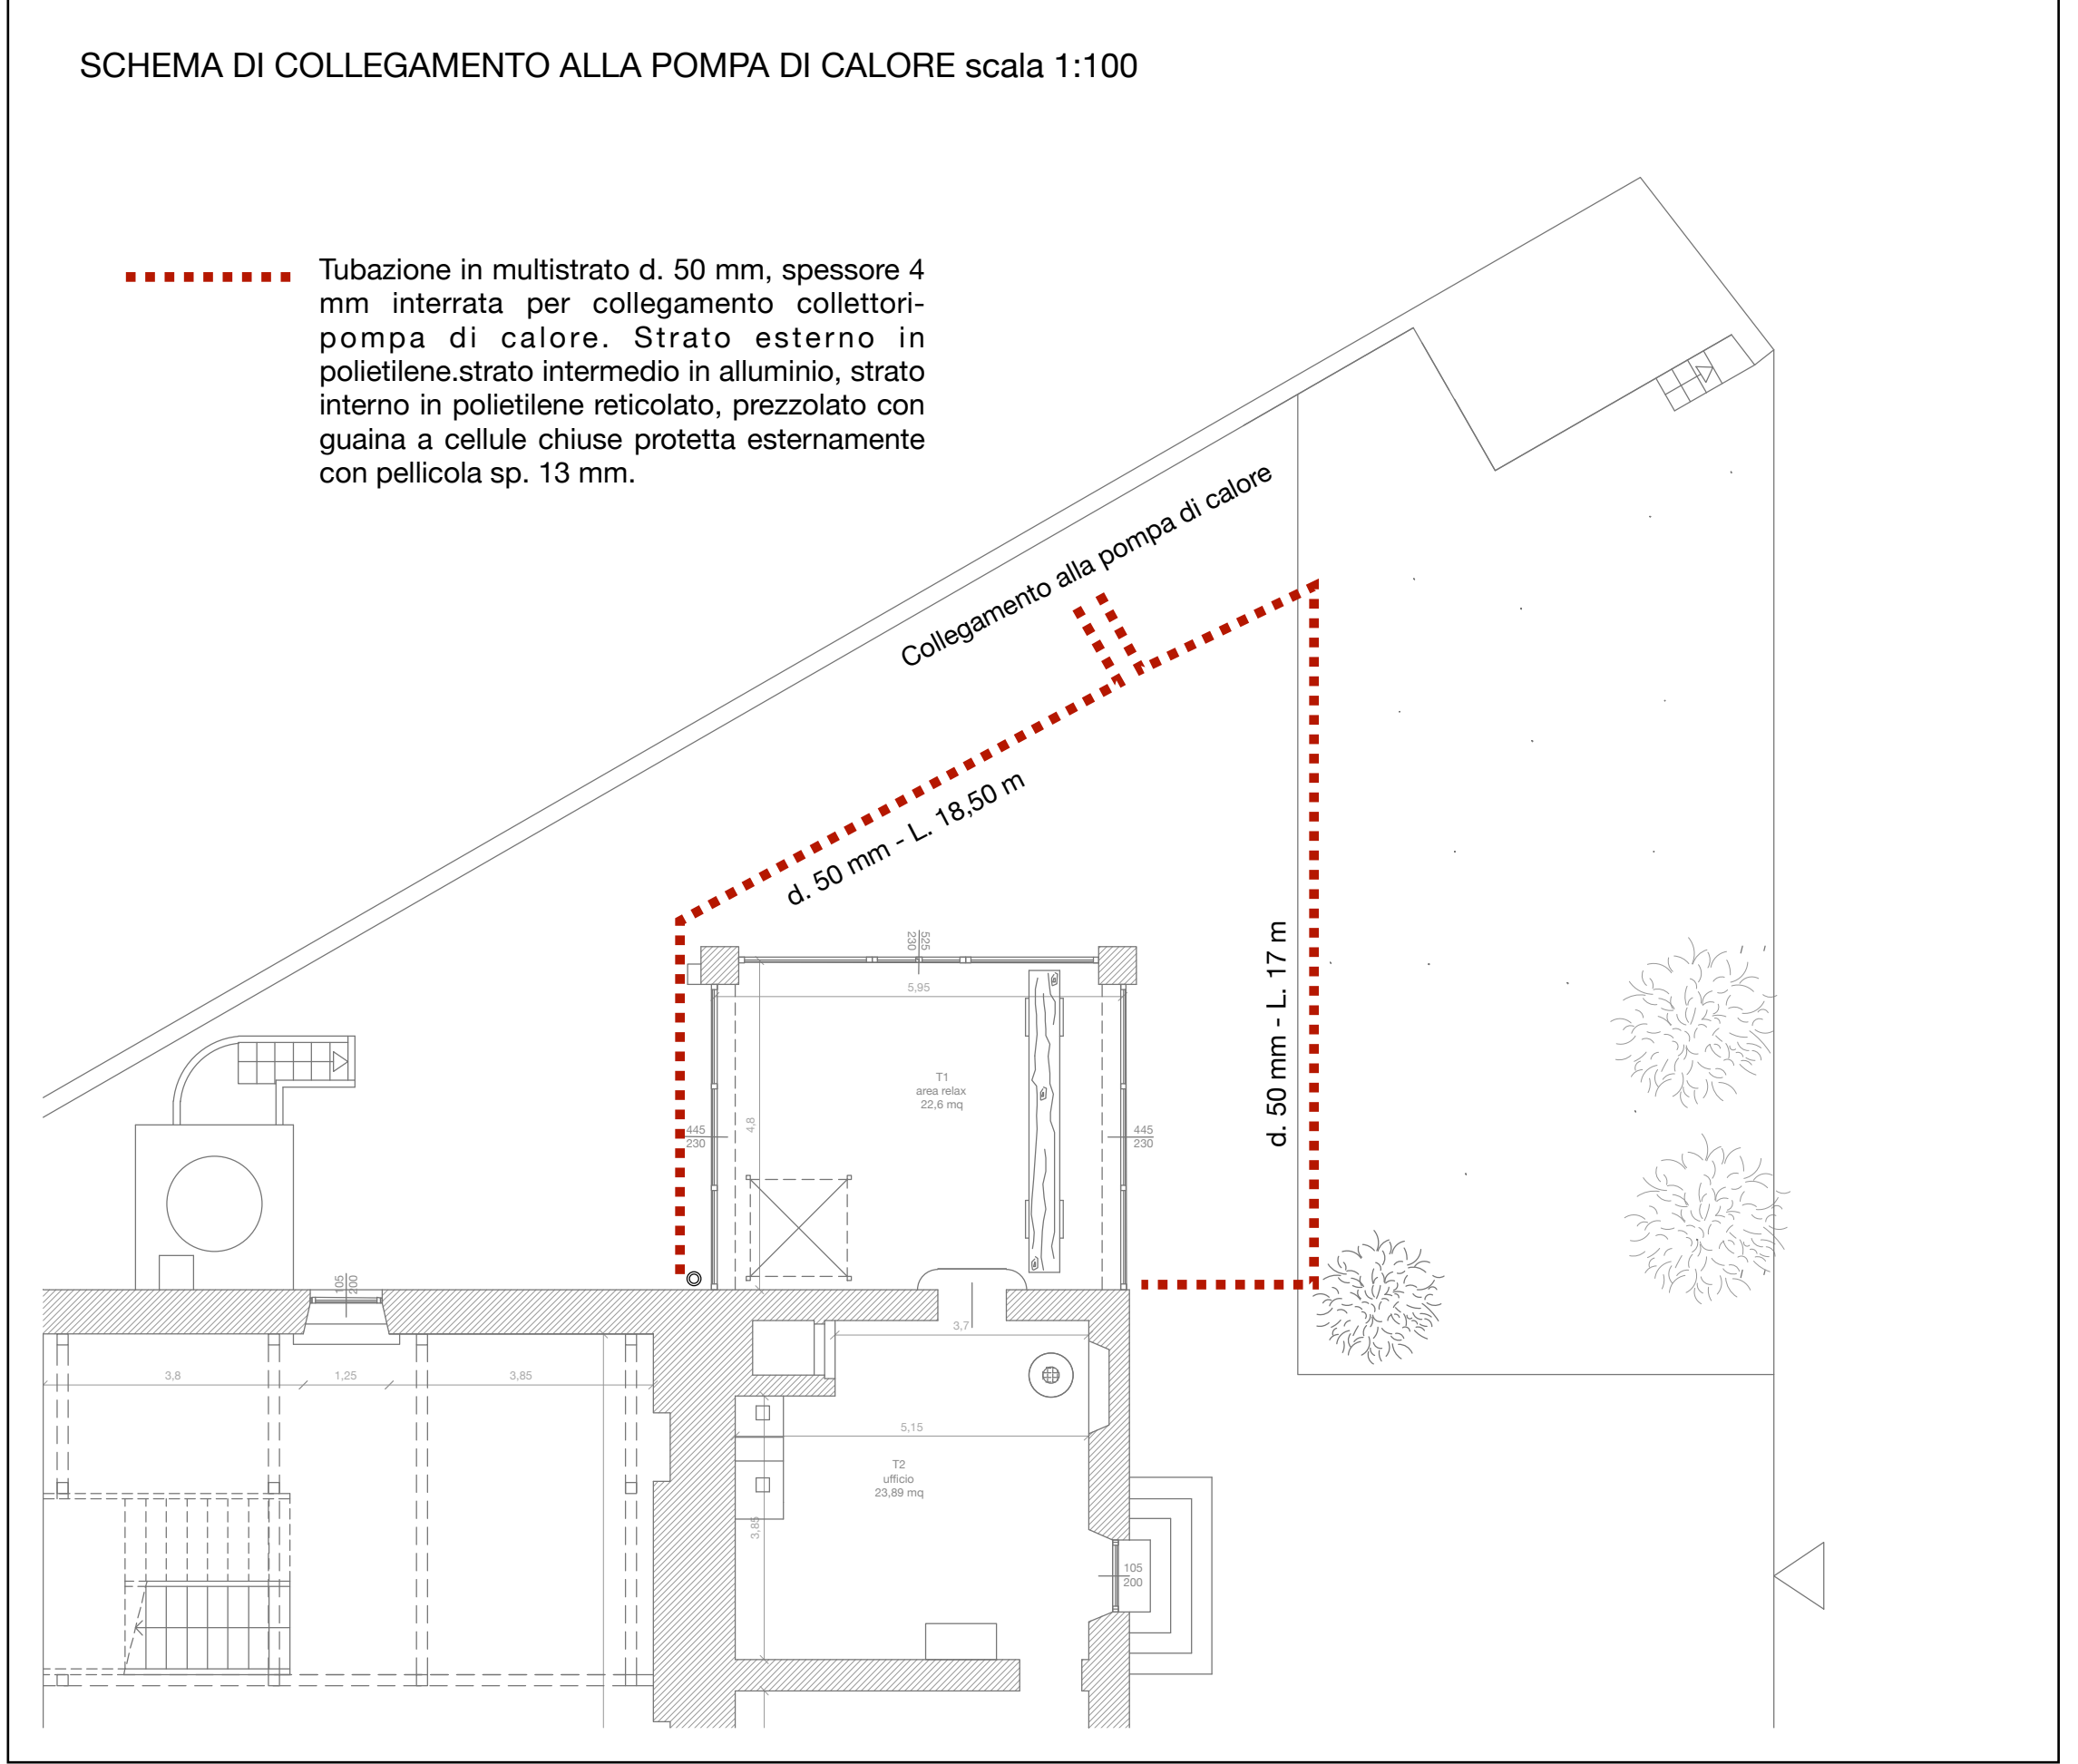 SCHEMA DI COLLEGAMENTO ALLA POMPA DI CALORE scala 1:100
Tubazione in multistrato d. 50 mm, spessore 4
mm interrata per collegamento collettori-
pompa di calore. Strato esterno in
polietilene.strato intermedio in alluminio, strato
interno in polietilene reticolato, prezzolato con
guaina a cellule chiuse protetta esternamente
con pellicola sp. 13 mm.
Collegamento alla pompa di calore
d. 50 mm - L. 18,50 m
d. 50 mm - L. 17 m
525
230
5,95
T1
area relax
22,6 mq
4,8
445
230
445
230
105
200
3,7
3,8
1,25
3,85
5,15
T2
ufficio
23,89 mq
3,85
105
200